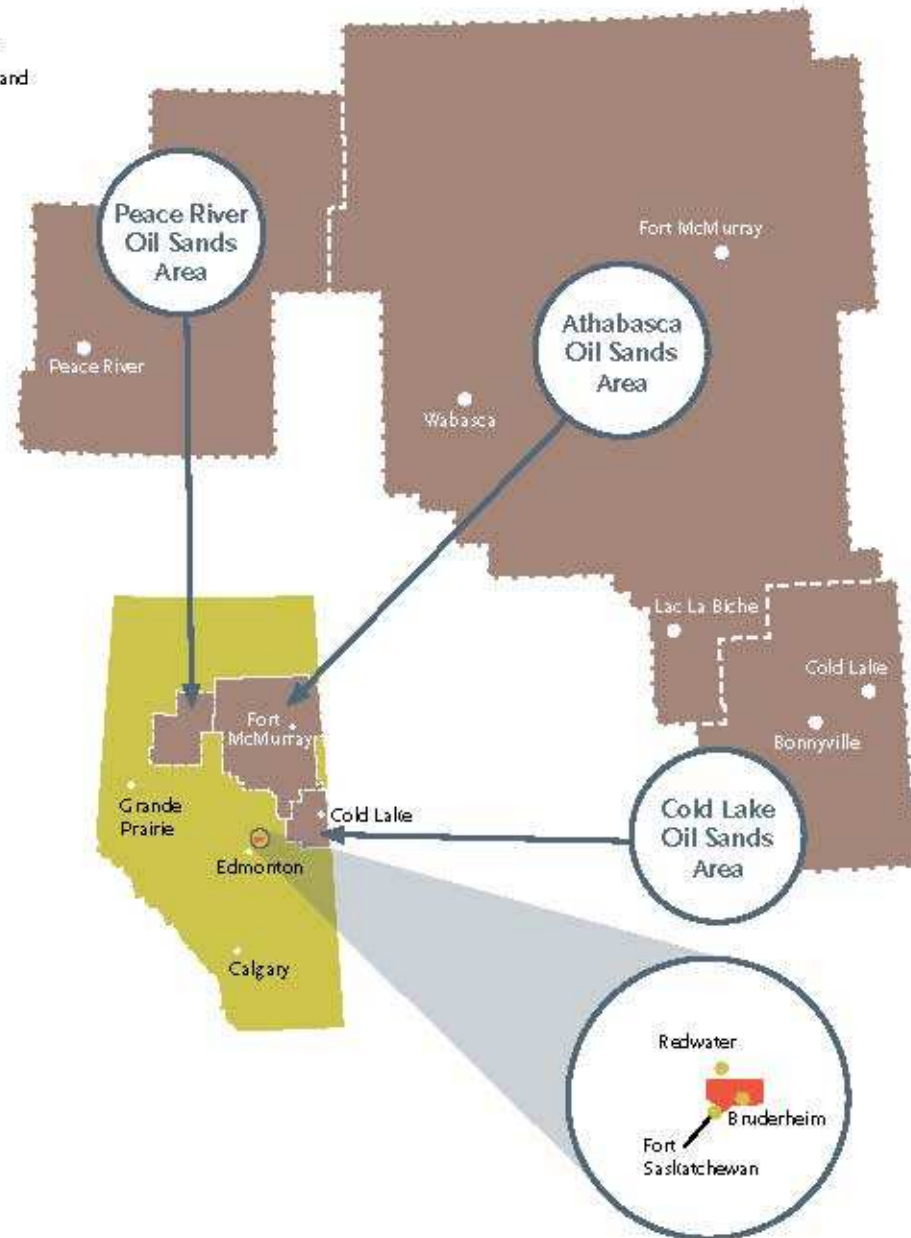 and
Peace River
Oil Sands
Area
Fort McMurray
Athabasca
Oil Sands
Area
Peace River
Wabasca
Lac La Biche
Cold Lake
Bonnyville
Fort
McMurray
Grande
Prairie
Cold Lake
Edmonton
Cold Lake
Oil Sands
Area
Calgary
Redwater
Bruderheim
Fort
Saskatchewan